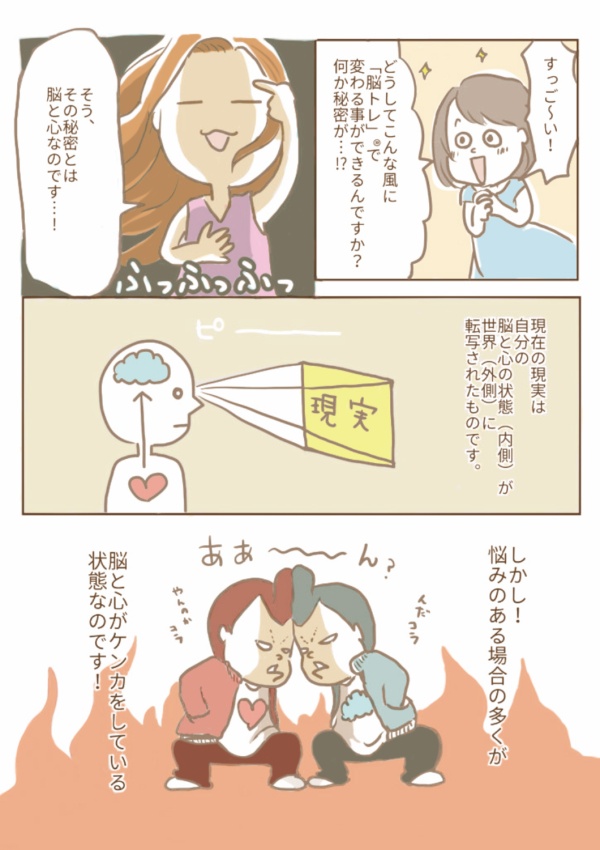 すっご〜い！
どうしてこんな風に
「脳トレ」®で
変わる事ができるんですか？
何か秘密が…!?
そう、
その秘密とは
脳と心なのです…！
ふっふっふっ
現在の現実は
自分の
脳と心の状態（内側）が
世界（外側）に
転写されたものです。
ピー
現実
しかし！
悩みのある場合の多くが
あぁ〜〜ん？
んだ
コラ
やんのか
コラ
脳と心がケンカをしている
状態なのです！